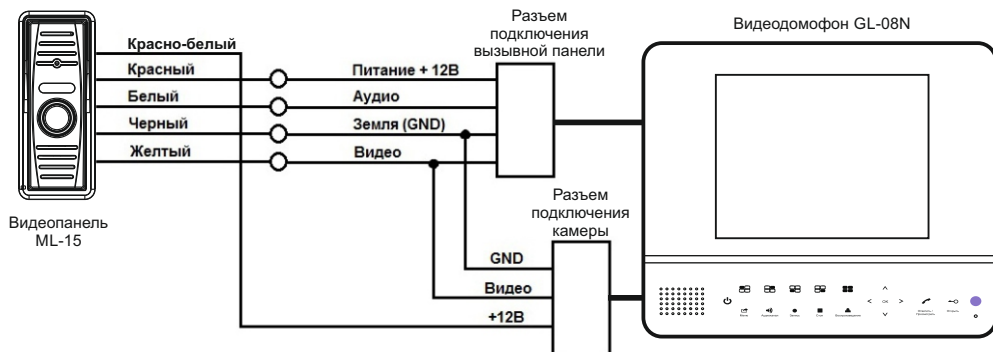 Разъем
подключения
вызывной панели
Видеодомофон GL-08N
Красно-белый
Красный
Питание + 12В
Белый
Аудио
Черный
Земля (GND)
Желтый
Видео
Видеопанель
ML-15
Разъем
подключения
камеры
GND
Видео
+12В
OK